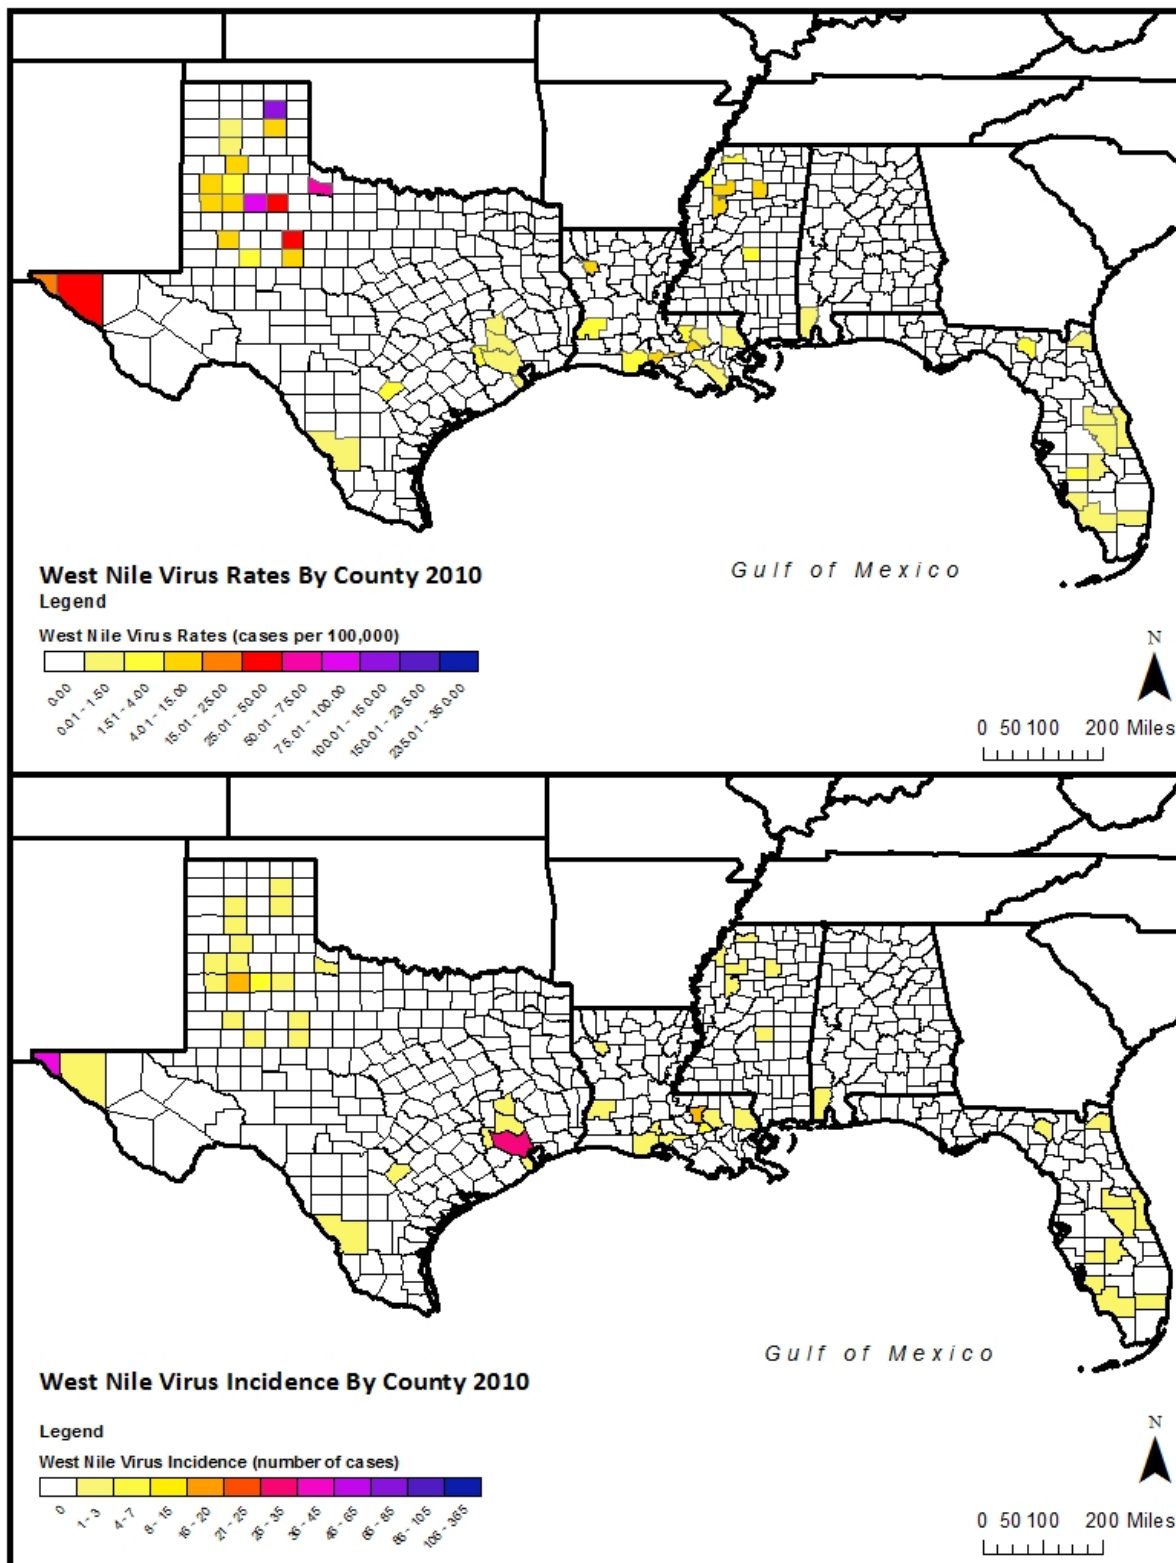 Gulf of Mexico
West Nile Virus Rates By County 2010
Legend
West Nile Virus Rates (cases per 100,000)
0.00
0.01 - 1.50
1.51 - 4.00
4.01 - 15.00
15.01 - 25.00
25.01 - 50.00
50.01 - 75.00
75.01 - 100.00
100.01 - 150.00
150.01 - 235.00
235.01 - 350.00
N
0 50 100 200 Miles
Gulf of Mexico
West Nile Virus Incidence By County 2010
Legend
West Nile Virus Incidence (number of cases)
0
1 - 3
4 - 7
8 - 15
16 - 20
21 - 25
26 - 35
36 - 45
46 - 65
66 - 85
86 - 105
106 - 365
N
0 50 100 200 Miles